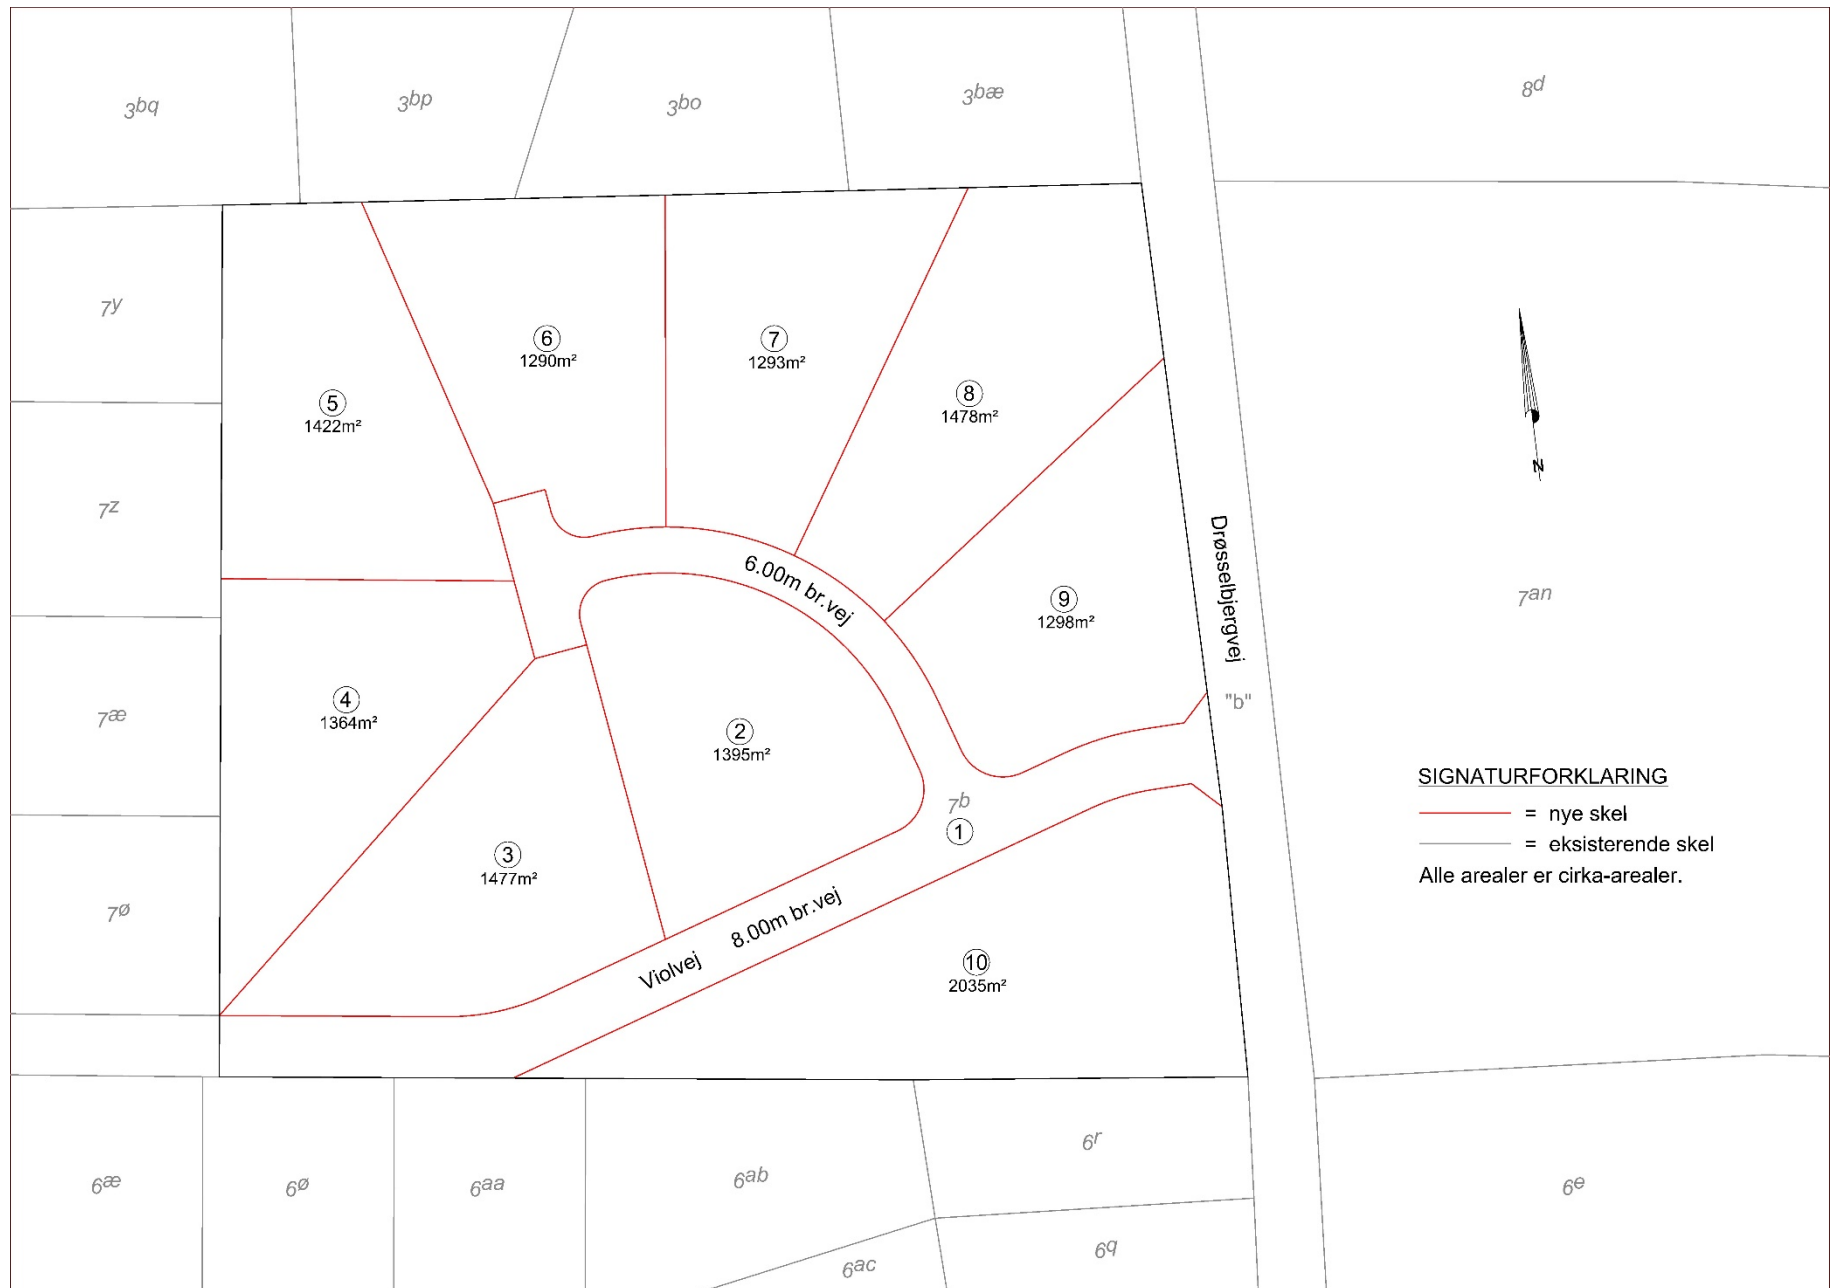 3bq
3bp
3bo
3bæ
8d
7y
6
1290m²
7
1293m²
5
1422m²
8
1478m²
N
7z
6.00m br.vej
9
1298m²
Drøsselbjergvej
7an
"b"
7æ
4
1364m²
2
1395m²
7b
1
SIGNATURFORKLARING
= nye skel
= eksisterende skel
Alle arealer er cirka-arealer.
3
1477m²
7ø
Violvej 8.00m br.vej
10
2035m²
6æ
6ø
6aa
6ab
6r
6e
6ac
6q